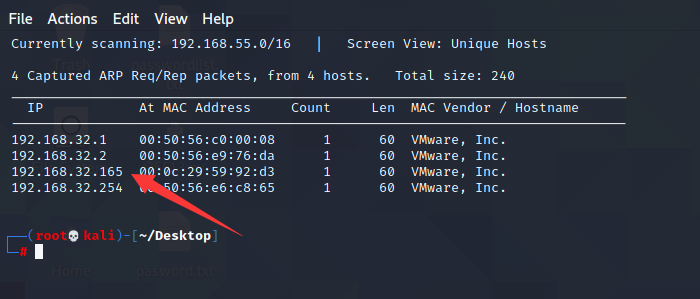 File Actions Edit View Help
Currently scanning: 192.168.55.0/16 | Screen View: Unique Hosts
4 Captured ARP Req/Rep packets, from 4 hosts. Total size: 240
IP At MAC Address Count Len MAC Vendor / Hostname
192.168.32.1 00:50:56:c0:00:08 1 60 VMware, Inc.
192.168.32.2 00:50:56:e9:76:da 1 60 VMware, Inc.
192.168.32.165 00:0c:29:59:92:d3 1 60 VMware, Inc.
192.168.32.254 00:50:56:e6:c8:65 1 60 VMware, Inc.
(root💀kali)-[~/Desktop]
#
Home password.txt